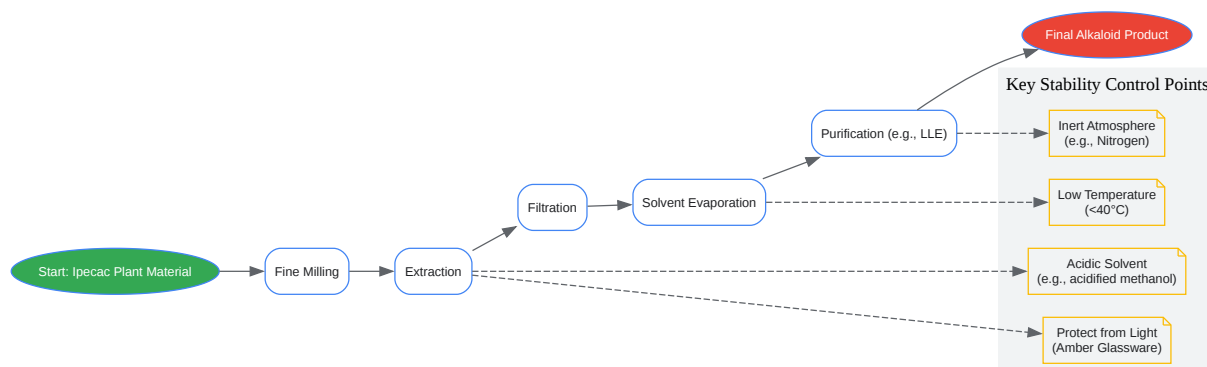 Final Alkaloid Product
Key Stability Control Points
Purification (e.g., LLE)
Inert Atmosphere
(e.g., Nitrogen)
Filtration
Solvent Evaporation
Low Temperature
(<40°C)
Start: Ipecac Plant Material
Fine Milling
Extraction
Acidic Solvent
(e.g., acidified methanol)
Protect from Light
(Amber Glassware)